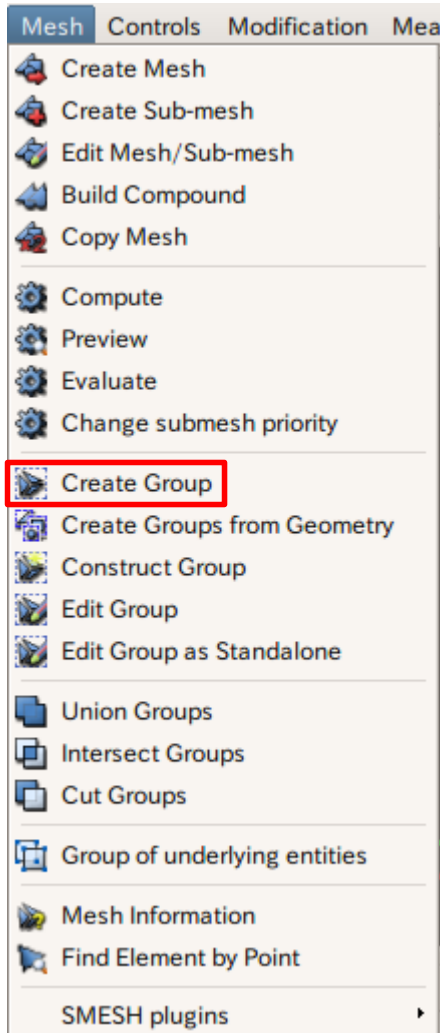 Mesh Controls Modification Mea
Create Mesh
Create Sub-mesh
Edit Mesh/Sub-mesh
Build Compound
Copy Mesh
Compute
Preview
Evaluate
Change submesh priority
Create Group
Create Groups from Geometry
Construct Group
Edit Group
Edit Group as Standalone
Union Groups
Intersect Groups
Cut Groups
Group of underlying entities
Mesh Information
Find Element by Point
SMESH plugins